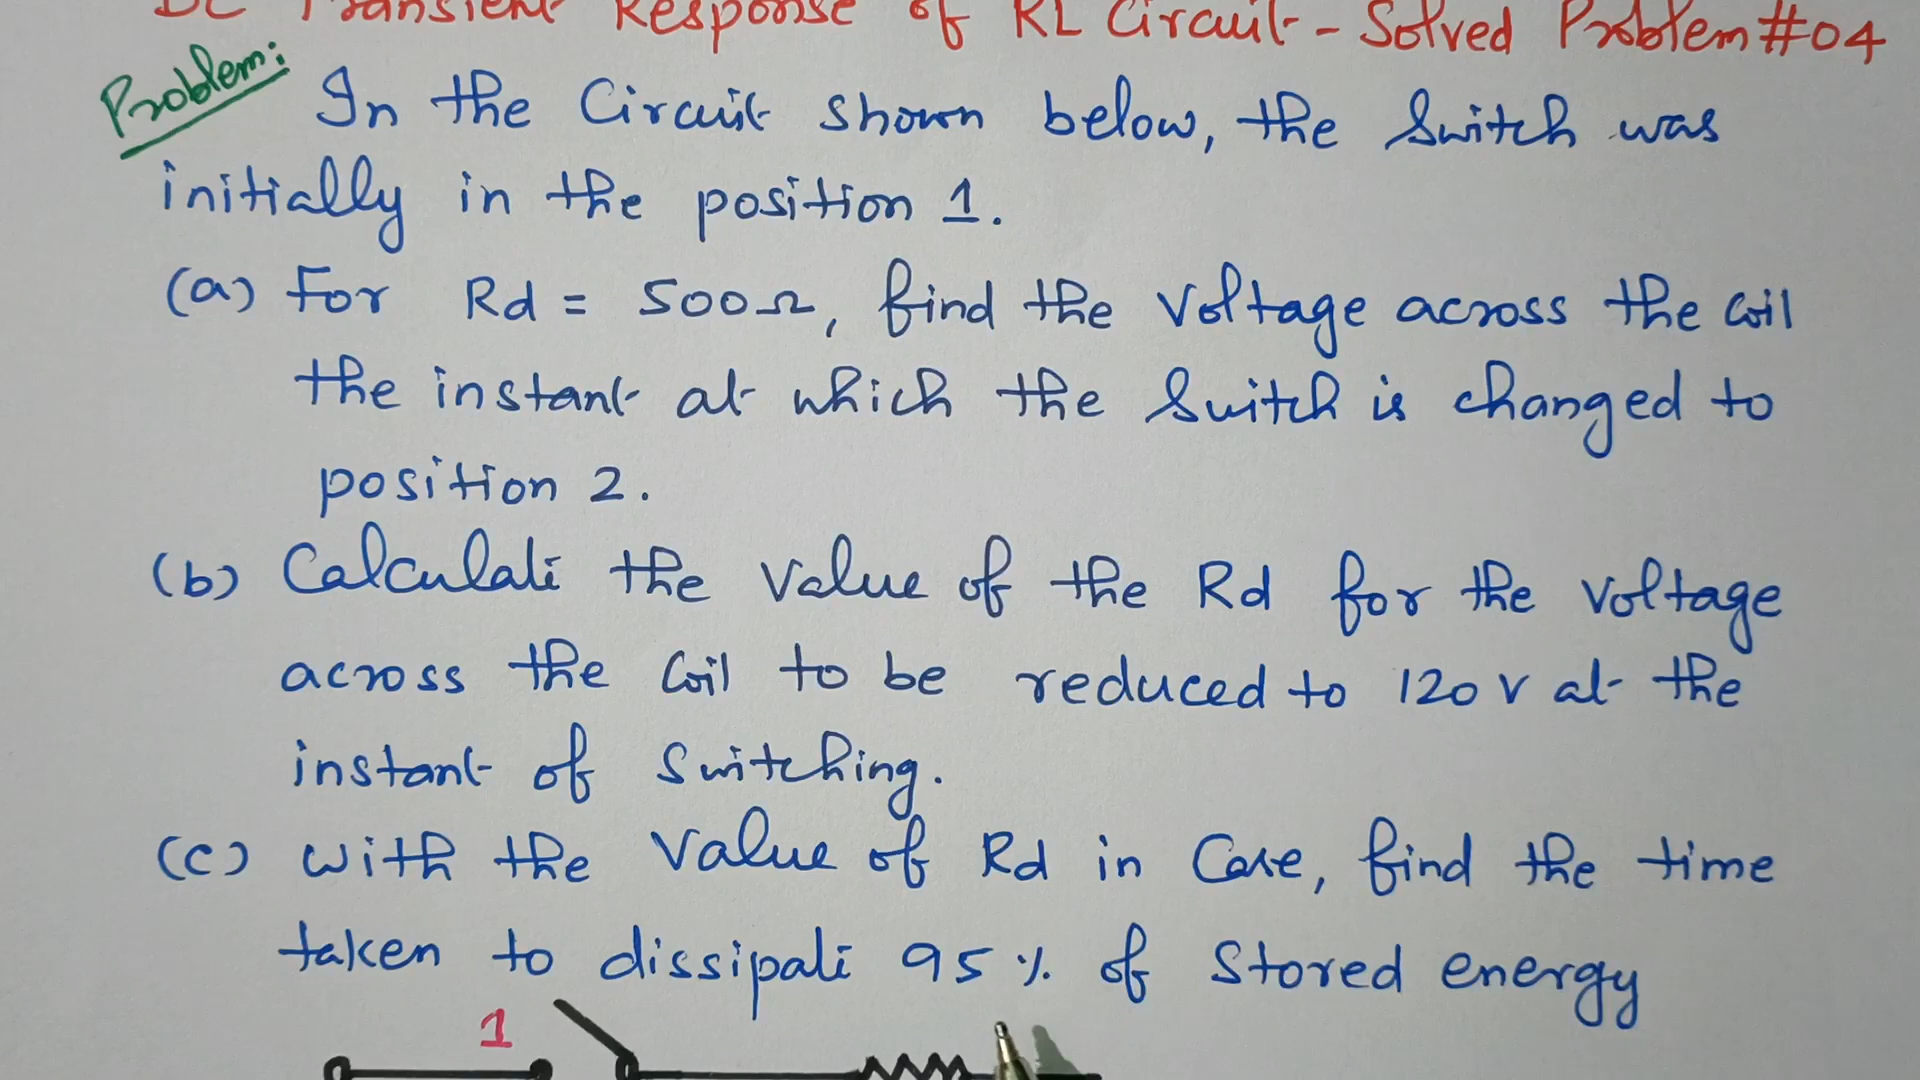 DC Transient Response of RL Circuit - Solved Problem #04
Problem:
In the Circuit shown below, the Switch was
initially in the position 1.
(a) For Rd = 500Ω, find the Voltage across the Coil
the instant at which the Switch is changed to
position 2.
(b) Calculate the Value of the Rd for the Voltage
across the Coil to be reduced to 120 V at the
instant of Switching.
(c) With the Value of Rd in Case, find the time
taken to dissipate 95% of Stored energy
1